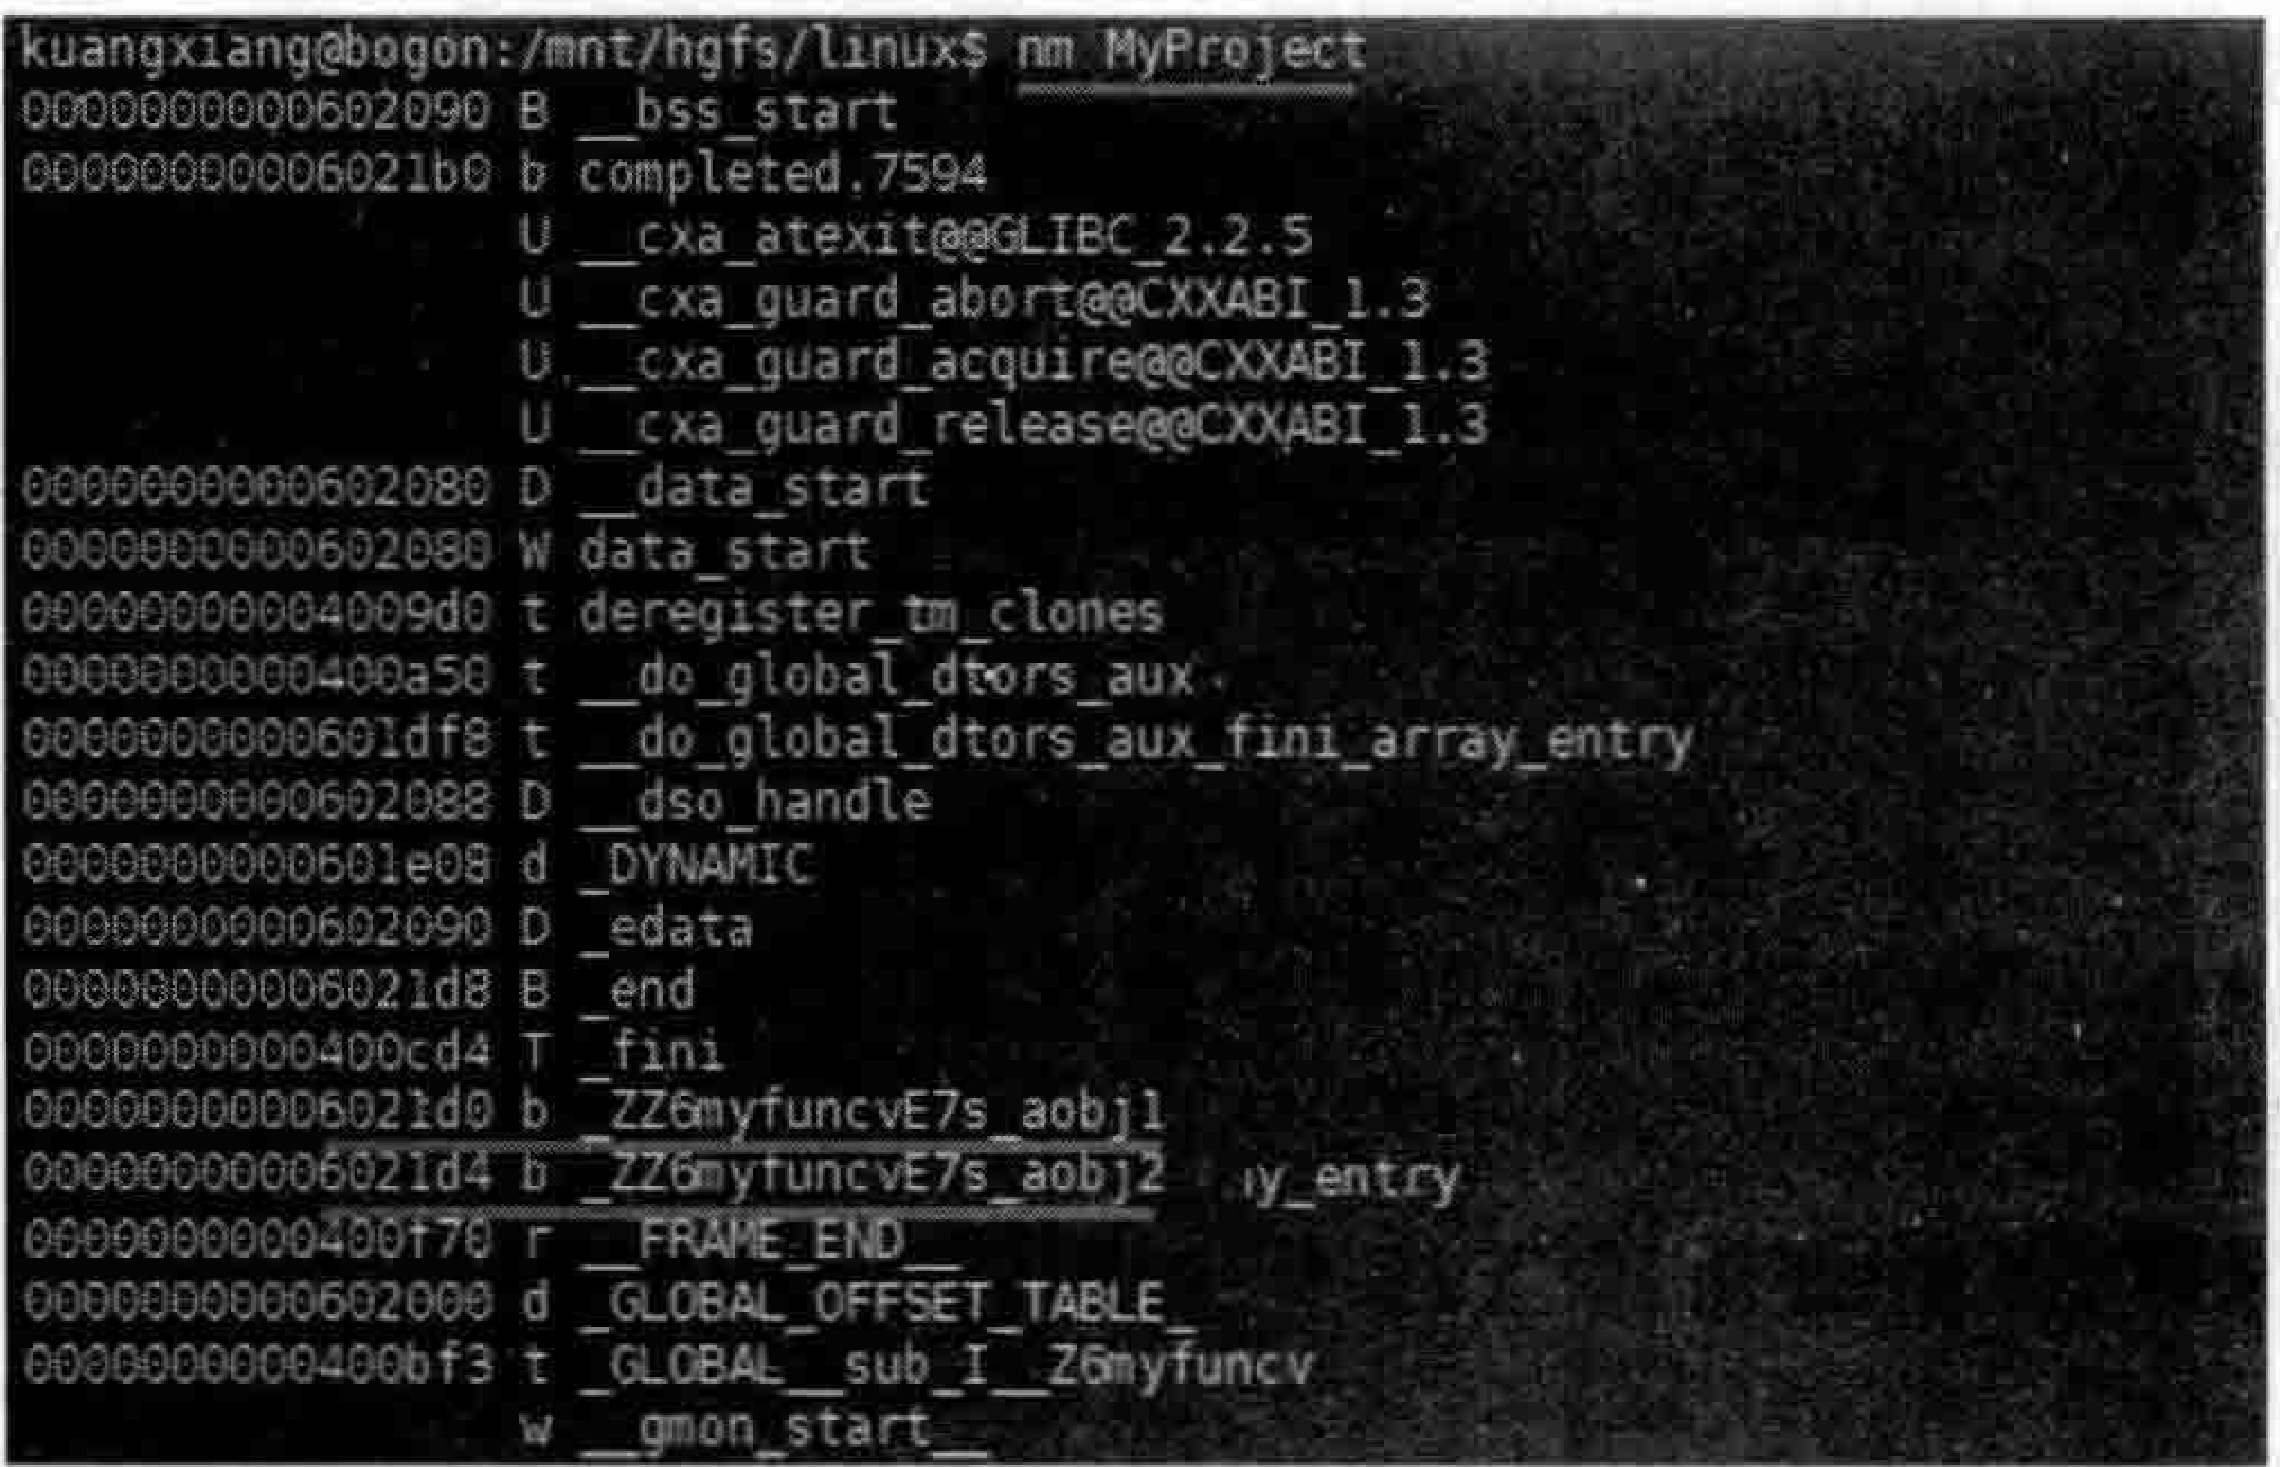 kuangxiang@bogon:/mnt/hgfs/linux$ nm MyProject
0000000000602090 B __bss_start
00000000006021b0 b completed.7594
U __cxa_atexit@@GLIBC_2.2.5
U __cxa_guard_abort@@CXXABI_1.3
U __cxa_guard_acquire@@CXXABI_1.3
U __cxa_guard_release@@CXXABI_1.3
0000000000602080 D __data_start
0000000000602080 W data_start
00000000004009d0 t deregister_tm_clones
0000000000400a50 t __do_global_dtors_aux
0000000000601df8 t __do_global_dtors_aux_fini_array_entry
0000000000602088 D __dso_handle
0000000000601e08 d _DYNAMIC
0000000000602090 D _edata
00000000006021d8 B _end
0000000000400cd4 T _fini
00000000006021d0 b _ZZ6myfuncvE7s_aobj1
00000000006021d4 b _ZZ6myfuncvE7s_aobj2 y_entry
0000000000400f70 r __FRAME_END__
0000000000602000 d _GLOBAL_OFFSET_TABLE_
0000000000400bf3 t _GLOBAL__sub_I__Z6myfuncv
w __gmon_start__